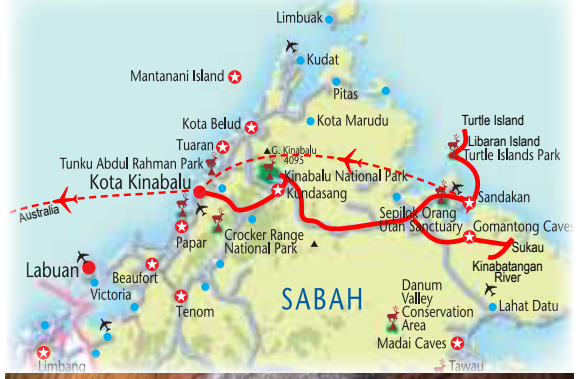 Limbuak
Kudat
Mantanani Island
Pitas
Kota Belud
Kota Marudu
Turtle Island
Tuaran
Libaran Island
Turtle Islands Park
G. Kinabalu
4095
Tunku Abdul Rahman Park
Kinabalu National Park
Kota Kinabalu
Kundasang
Sandakan
Australia
Sepilok Orang
Utan Sanctuary
Gomantong Caves
Papar
Crocker Range
National Park
Sukau
Kinabatangan
River
Labuan
Beaufort
Victoria
SABAH
Danum
Valley
Conservation
Area
Lahat Datu
Tenom
Madai Caves
Limbang
Tawau